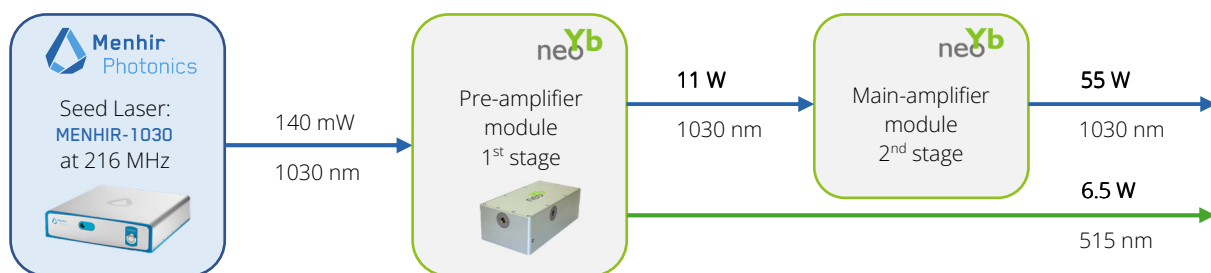 Menhir
Photonics
Seed Laser:
MENHIR-1030
at 216 MHz
140 mW
1030 nm
neoYb
Pre-amplifier
module
1st stage
neo
11 W
1030 nm
neoYb
Main-amplifier
module
2nd stage
55 W
1030 nm
6.5 W
515 nm